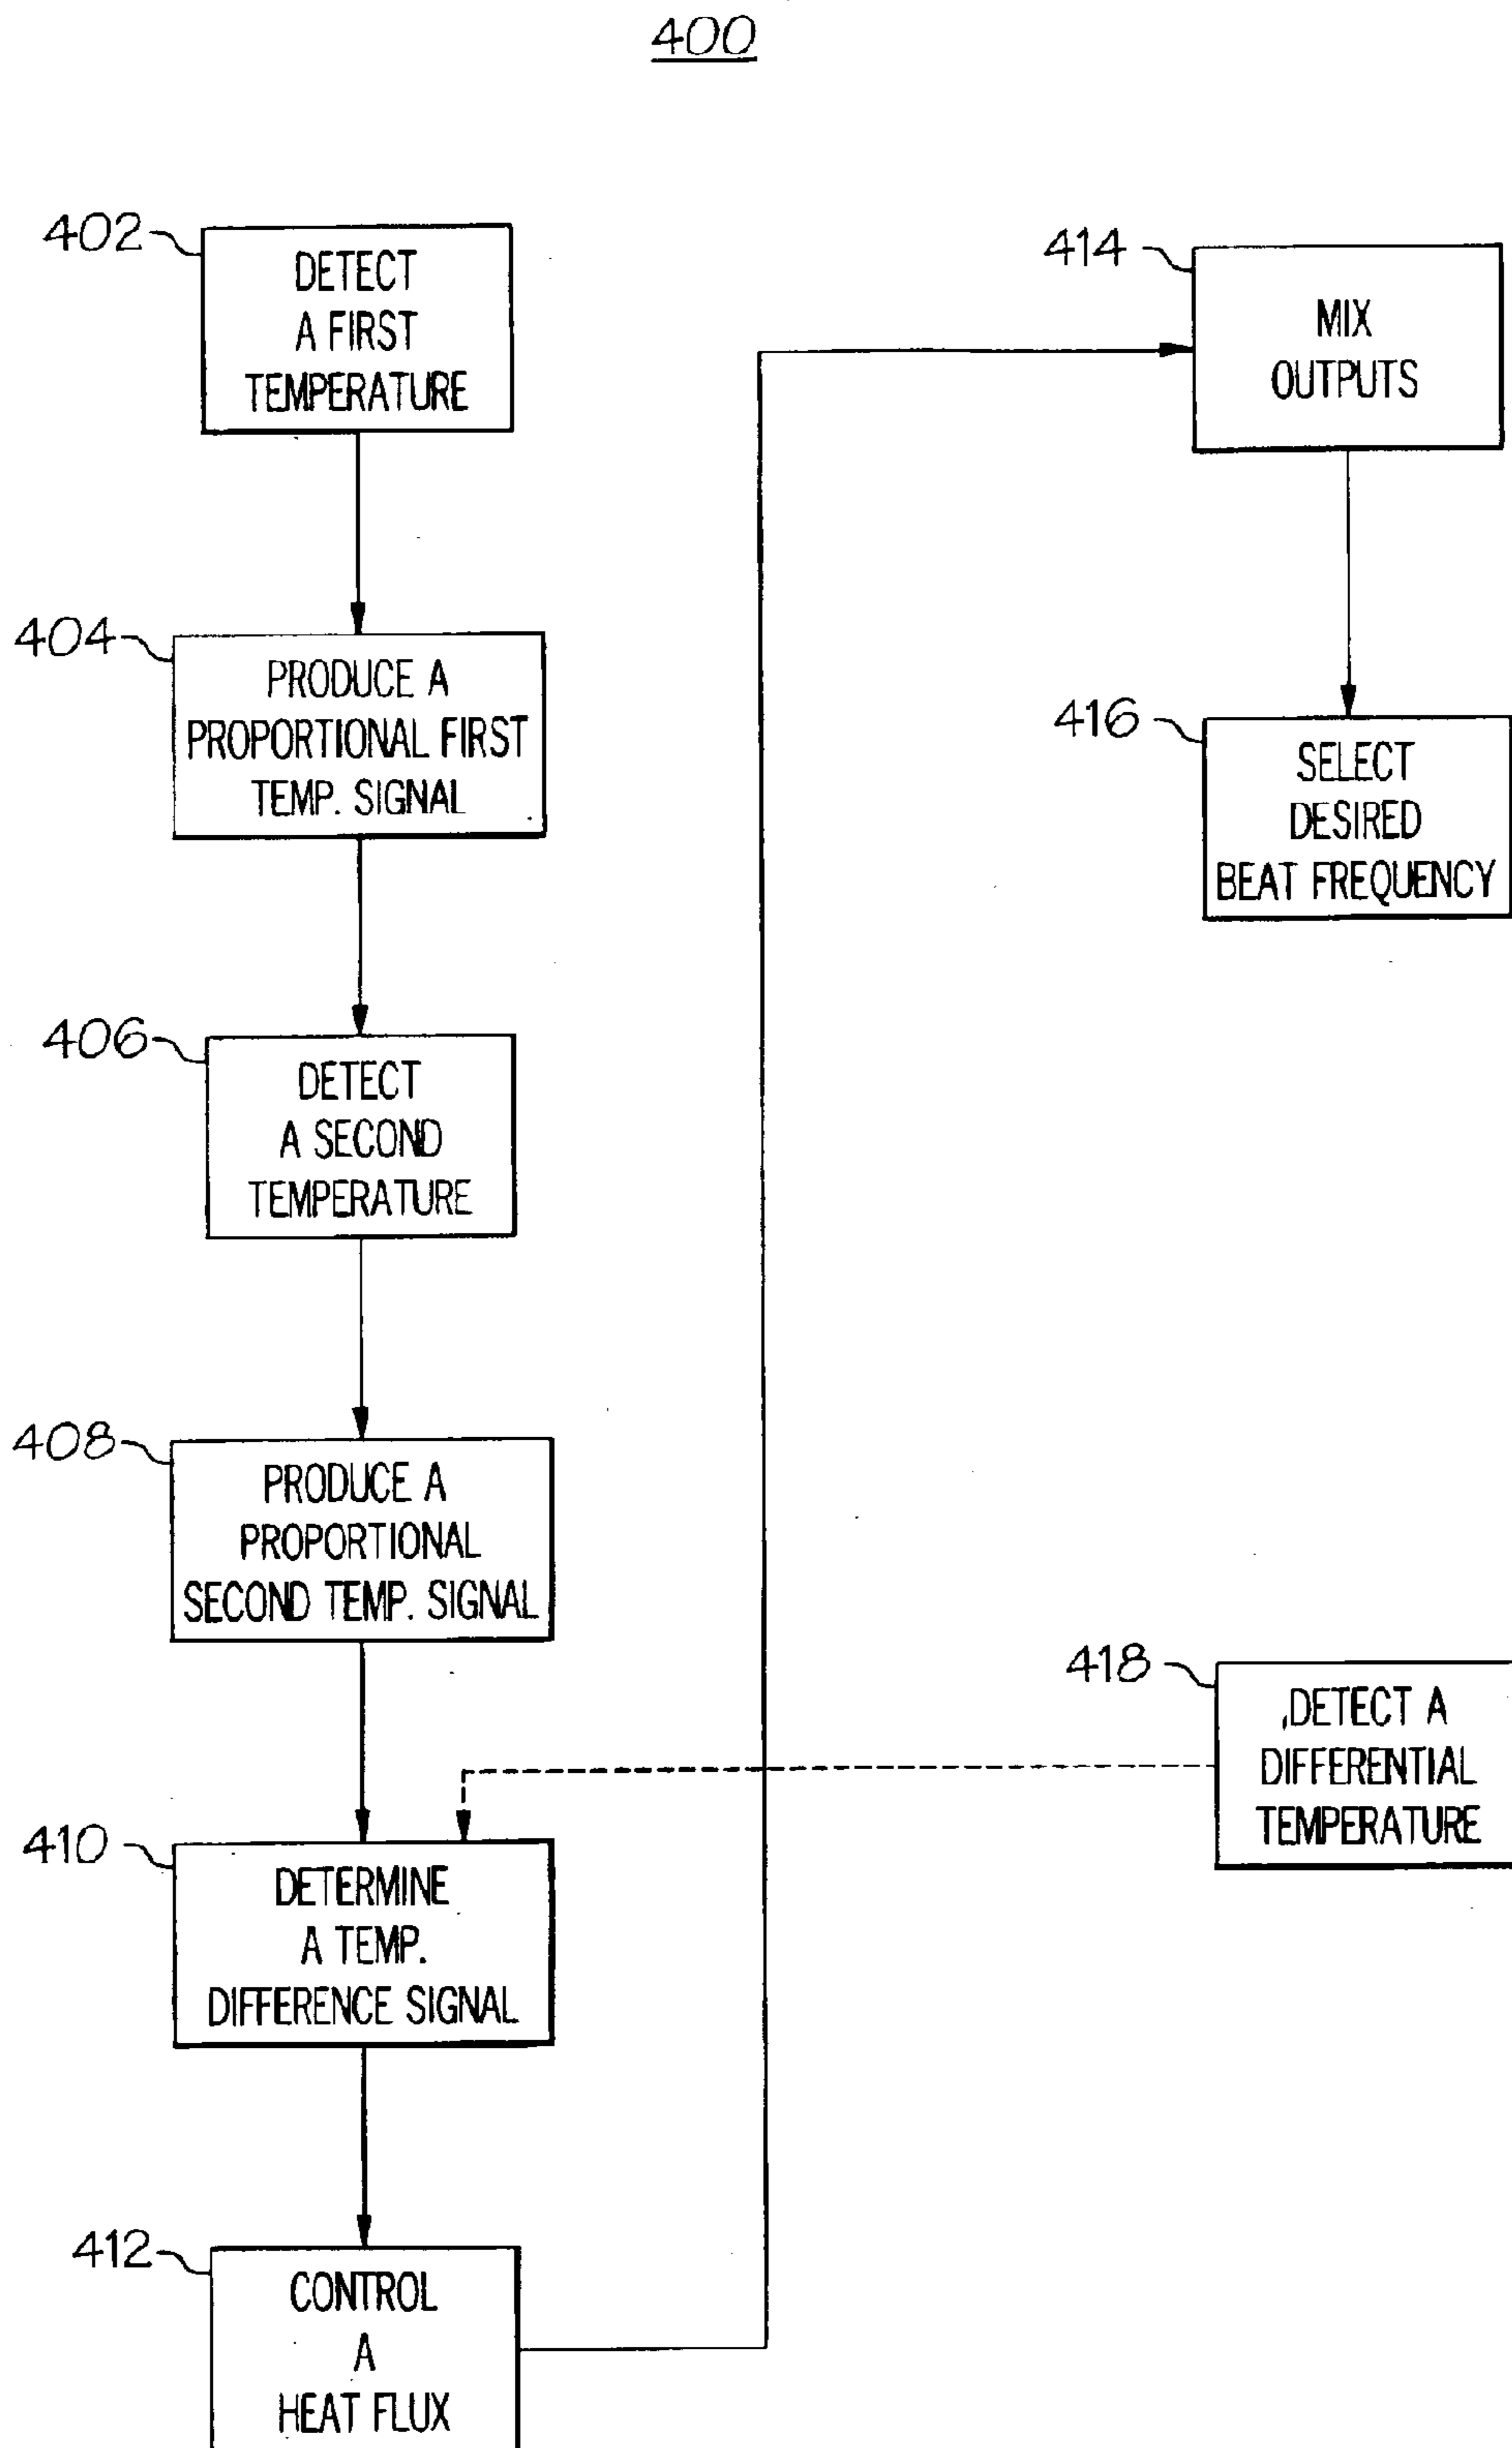 400
402
DETECT
A FIRST
TEMPERATURE
404
PRODUCE A
PROPORTIONAL FIRST
TEMP. SIGNAL
406
DETECT
A SECOND
TEMPERATURE
408
PRODUCE A
PROPORTIONAL
SECOND TEMP. SIGNAL
410
DETERMINE
A TEMP.
DIFFERENCE SIGNAL
412
CONTROL
A
HEAT FLUX
414
MIX
OUTPUTS
416
SELECT
DESIRED
BEAT FREQUENCY
418
DETECT A
DIFFERENTIAL
TEMPERATURE